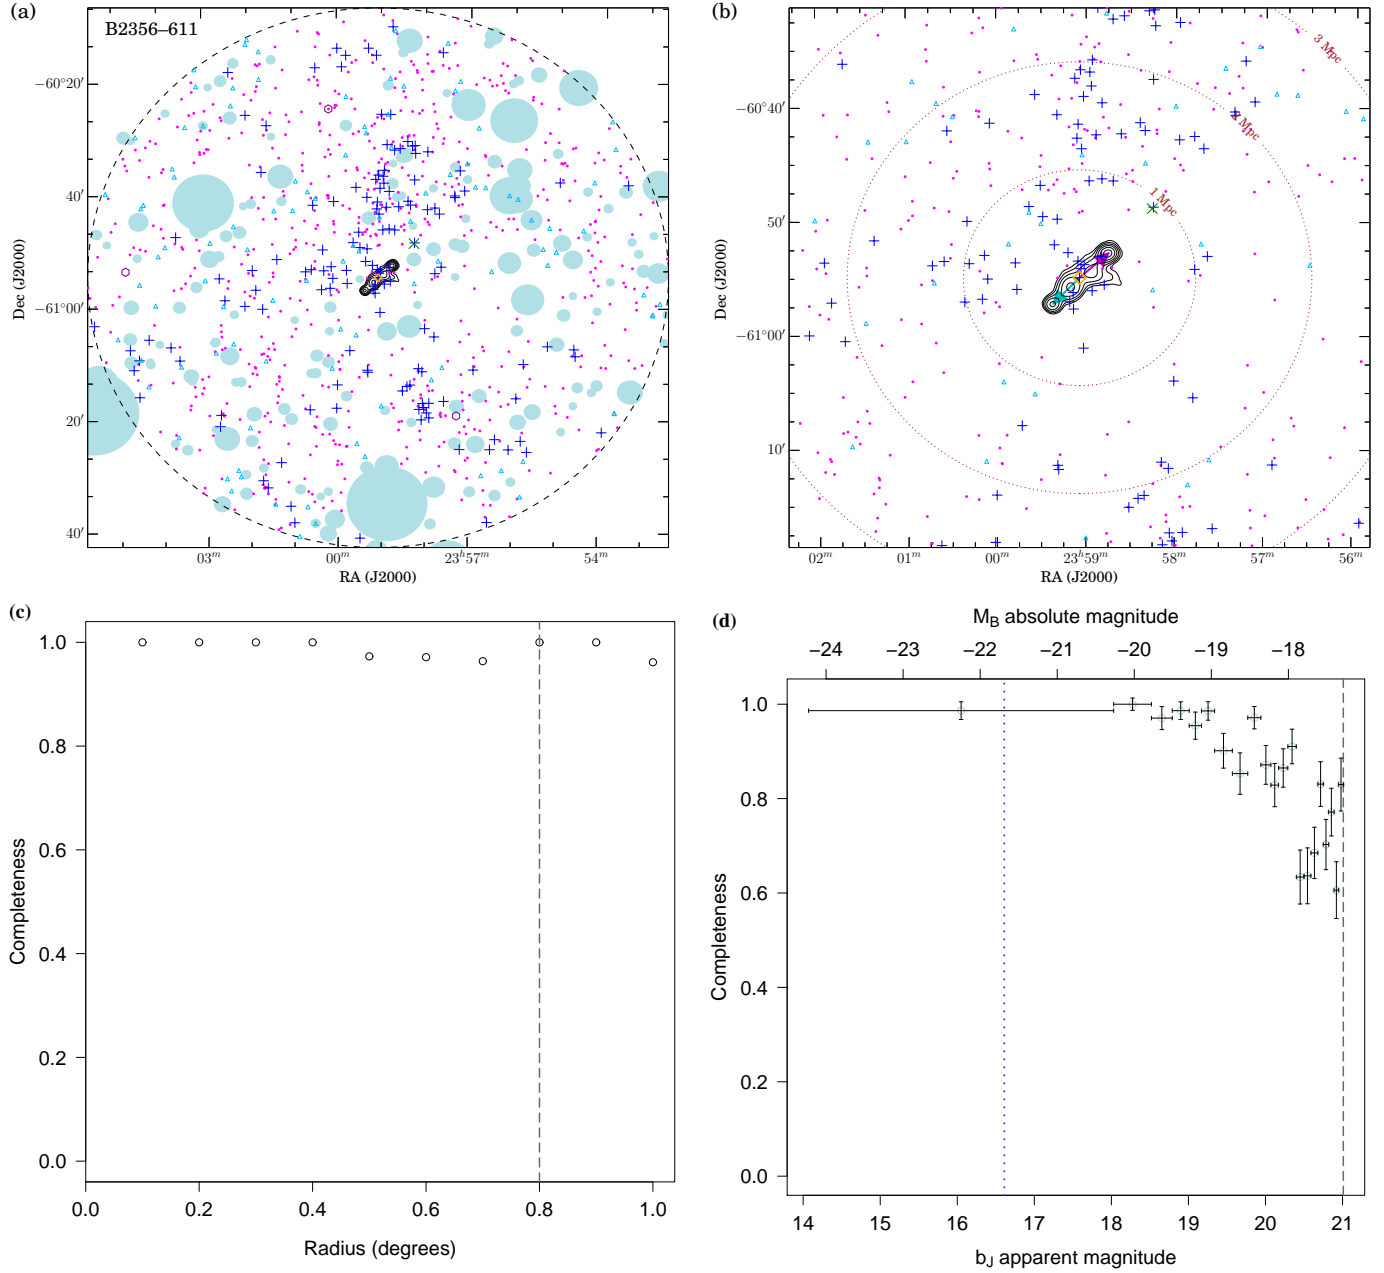 (a)
B2356–611
−60°20′
40′
−61°00′
20′
40′
Dec (J2000)
03ᵐ
00ᵐ
23ʰ57ᵐ
54ᵐ
RA (J2000)
(b)
3 Mpc
2 Mpc
1 Mpc
−60°40′
50′
−61°00′
10′
Dec (J2000)
02ᵐ
01ᵐ
00ᵐ
23ʰ59ᵐ
58ᵐ
57ᵐ
56ᵐ
RA (J2000)
(c)
1.0
0.8
0.6
0.4
0.2
0.0
Completeness
0.0
0.2
0.4
0.6
0.8
1.0
Radius (degrees)
(d)
M_B absolute magnitude
−24
−23
−22
−21
−20
−19
−18
1.0
0.8
0.6
0.4
0.2
0.0
Completeness
14
15
16
17
18
19
20
21
b_J apparent magnitude